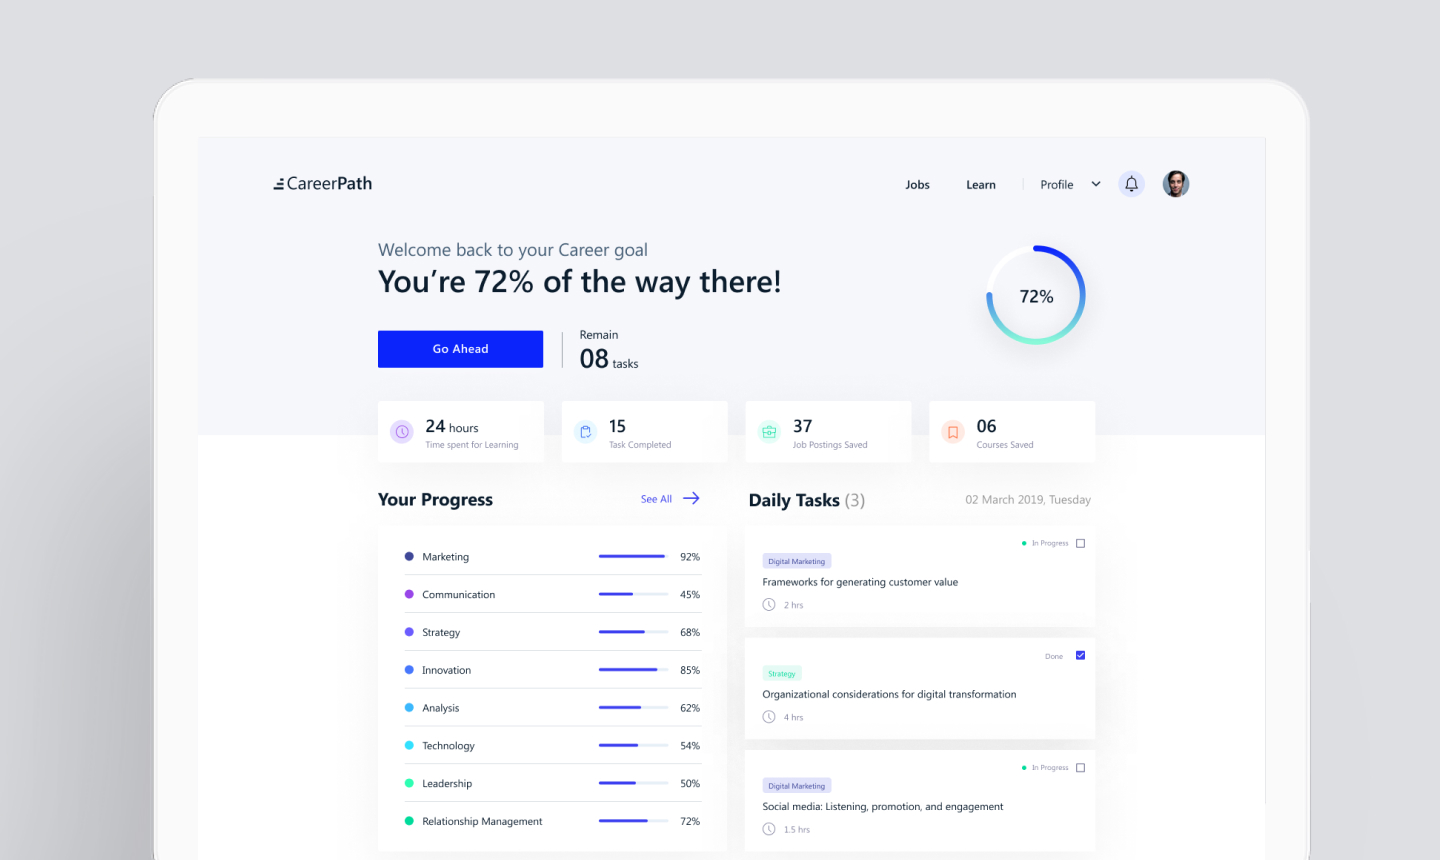 CareerPath
Jobs
Learn
Profile
Welcome back to your Career goal
You're 72% of the way there!
72%
Go Ahead
Remain
08 tasks
24 hours
Time spent for Learning
15
Task Completed
37
Job Postings Saved
06
Courses Saved
Your Progress
See All
Marketing 92%
Communication 45%
Strategy 68%
Innovation 85%
Analysis 62%
Technology 54%
Leadership 50%
Relationship Management 72%
Daily Tasks (3)
02 March 2019, Tuesday
In Progress
Digital Marketing
Frameworks for generating customer value
2 hrs
Done
Strategy
Organizational considerations for digital transformation
4 hrs
In Progress
Digital Marketing
Social media: Listening, promotion, and engagement
1.5 hrs